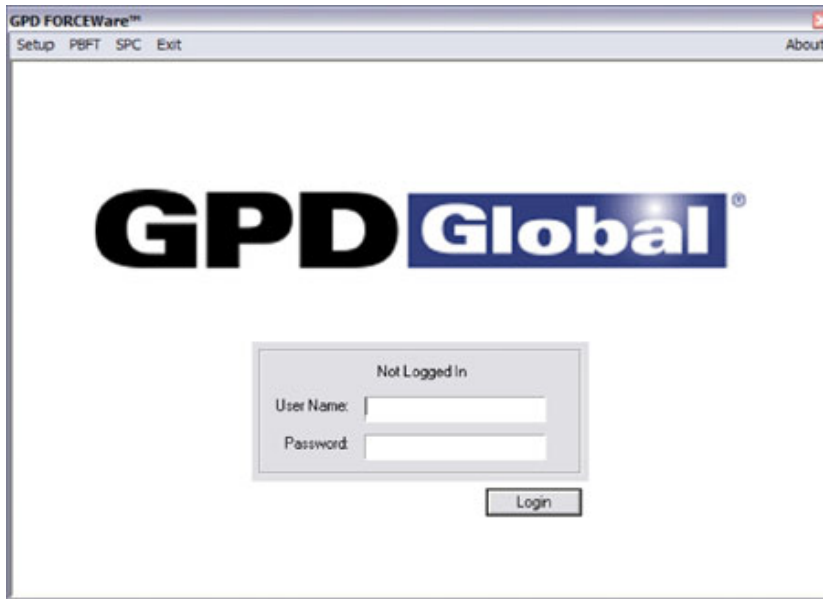 GPD FORCEWare™
Setup PBFT SPC Exit About
GPD Global®
Not Logged In
User Name:
Password:
Login